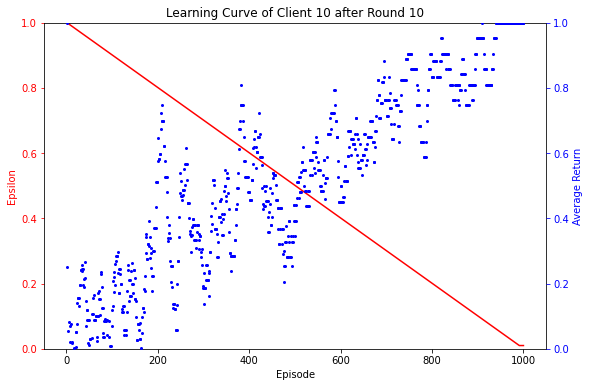 Learning Curve of Client 10 after Round 10
1.0 1.0
0.8 0.8
0.6 0.6
Epsilon Average Return
0.4 0.4
0.2 0.2
0.0 0.0
0 200 400 600 800 1000
Episode